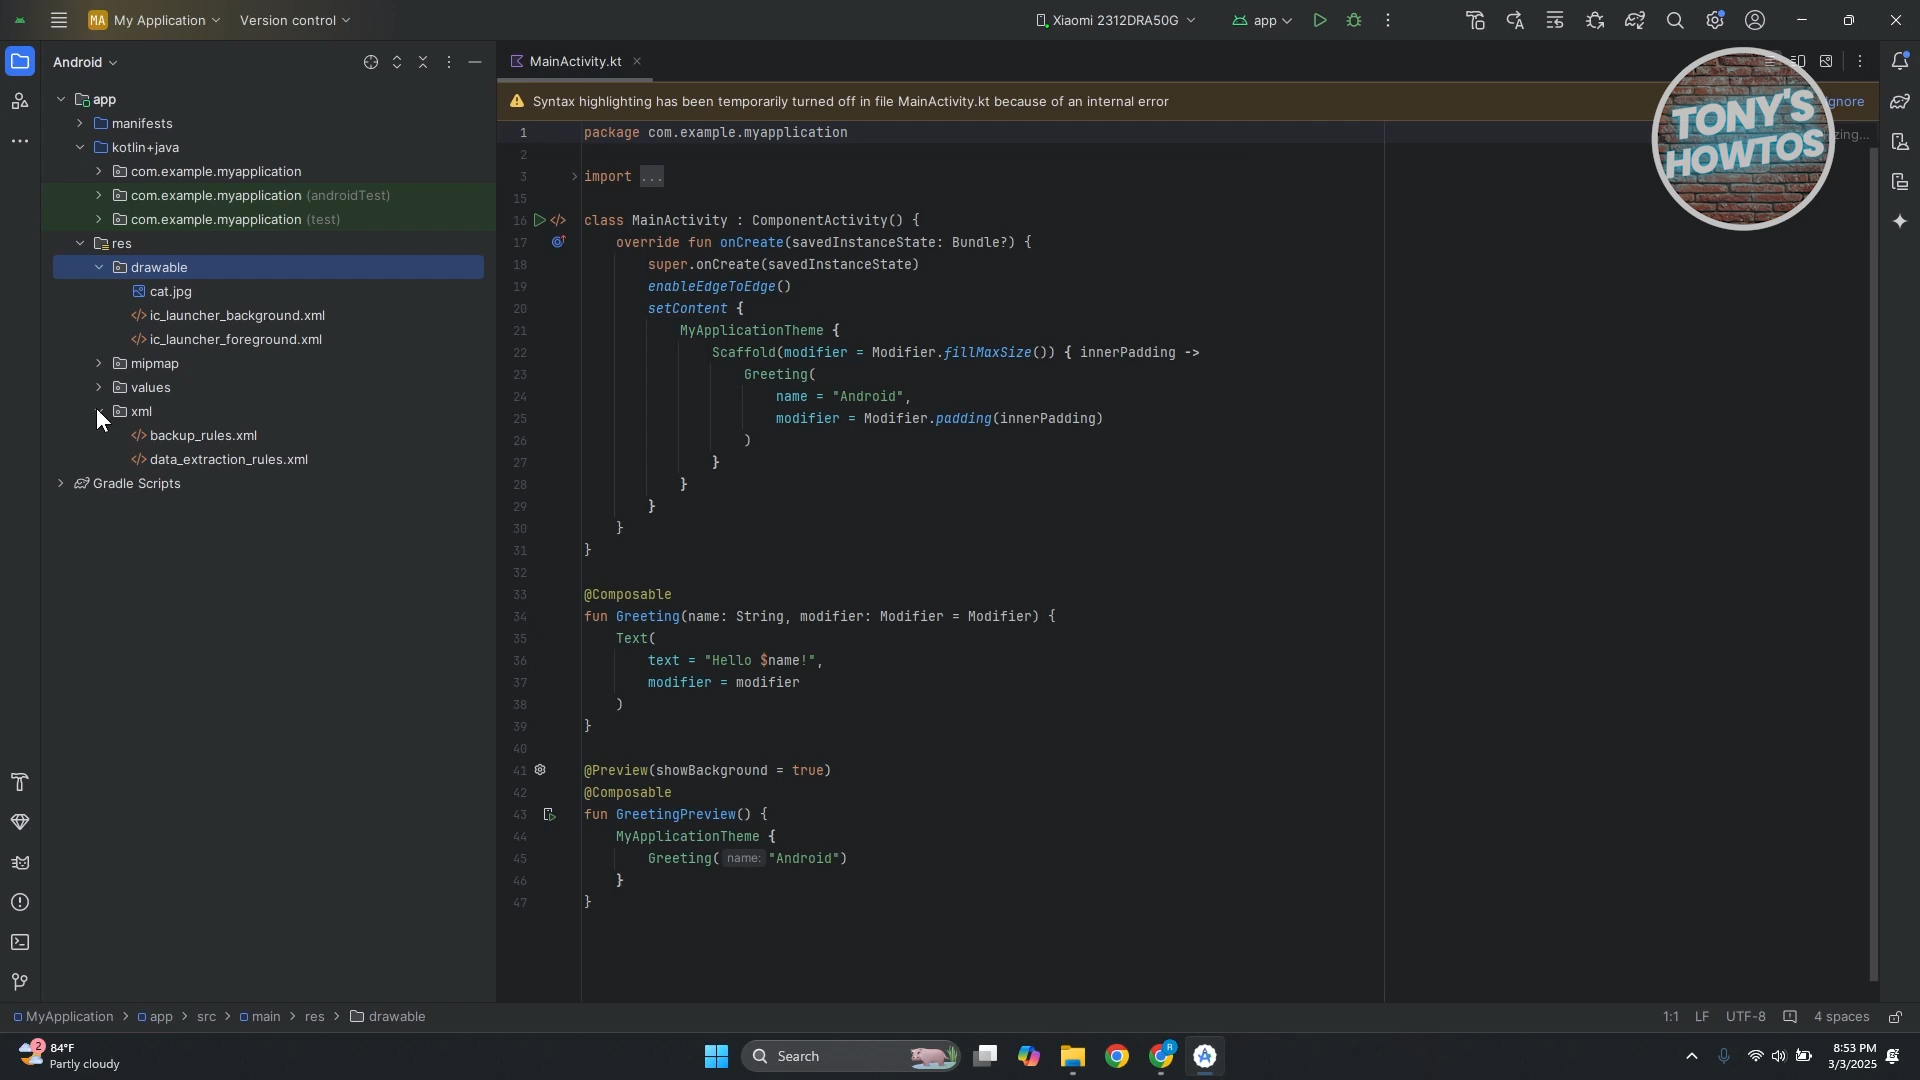 MA My Application Version control Xiaomi 2312DRA50G app
Android MainActivity.kt
Syntax highlighting has been temporarily turned off in file MainActivity.kt because of an internal error
TONY'S
HOWTOS
app
manifests
kotlin+java
com.example.myapplication
com.example.myapplication (androidTest)
com.example.myapplication (test)
res
drawable
cat.jpg
ic_launcher_background.xml
ic_launcher_foreground.xml
mipmap
values
xml
backup_rules.xml
data_extraction_rules.xml
Gradle Scripts
1 package com.example.myapplication
2
3 import ...
15
16 class MainActivity : ComponentActivity() {
17 override fun onCreate(savedInstanceState: Bundle?) {
18 super.onCreate(savedInstanceState)
19 enableEdgeToEdge()
20 setContent {
21 MyApplicationTheme {
22 Scaffold(modifier = Modifier.fillMaxSize()) { innerPadding ->
23 Greeting(
24 name = "Android",
25 modifier = Modifier.padding(innerPadding)
26 )
27 }
28 }
29 }
30 }
31 }
32
33 @Composable
34 fun Greeting(name: String, modifier: Modifier = Modifier) {
35 Text(
36 text = "Hello $name!",
37 modifier = modifier
38 )
39 }
40
41 @Preview(showBackground = true)
42 @Composable
43 fun GreetingPreview() {
44 MyApplicationTheme {
45 Greeting( name: "Android")
46 }
47 }
MyApplication > app > src > main > res > drawable 1:1 LF UTF-8 4 spaces
2 84°F
Partly cloudy
Search
R
8:53 PM
3/3/2025